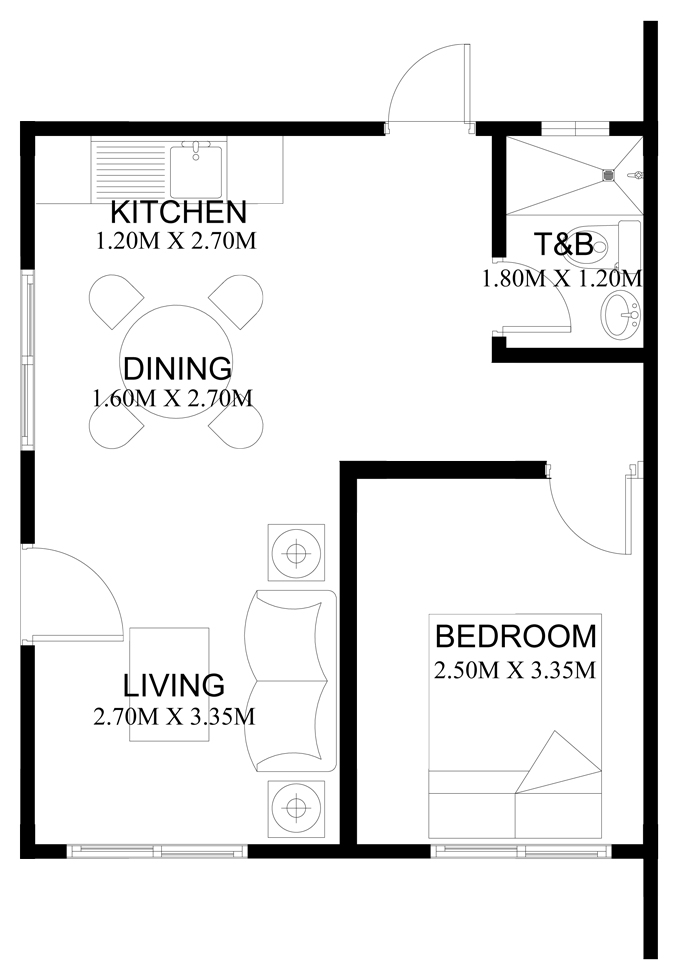 KITCHEN
1.20M X 2.70M
T&B
1.80M X 1.20M
DINING
1.60M X 2.70M
BEDROOM
2.50M X 3.35M
LIVING
2.70M X 3.35M